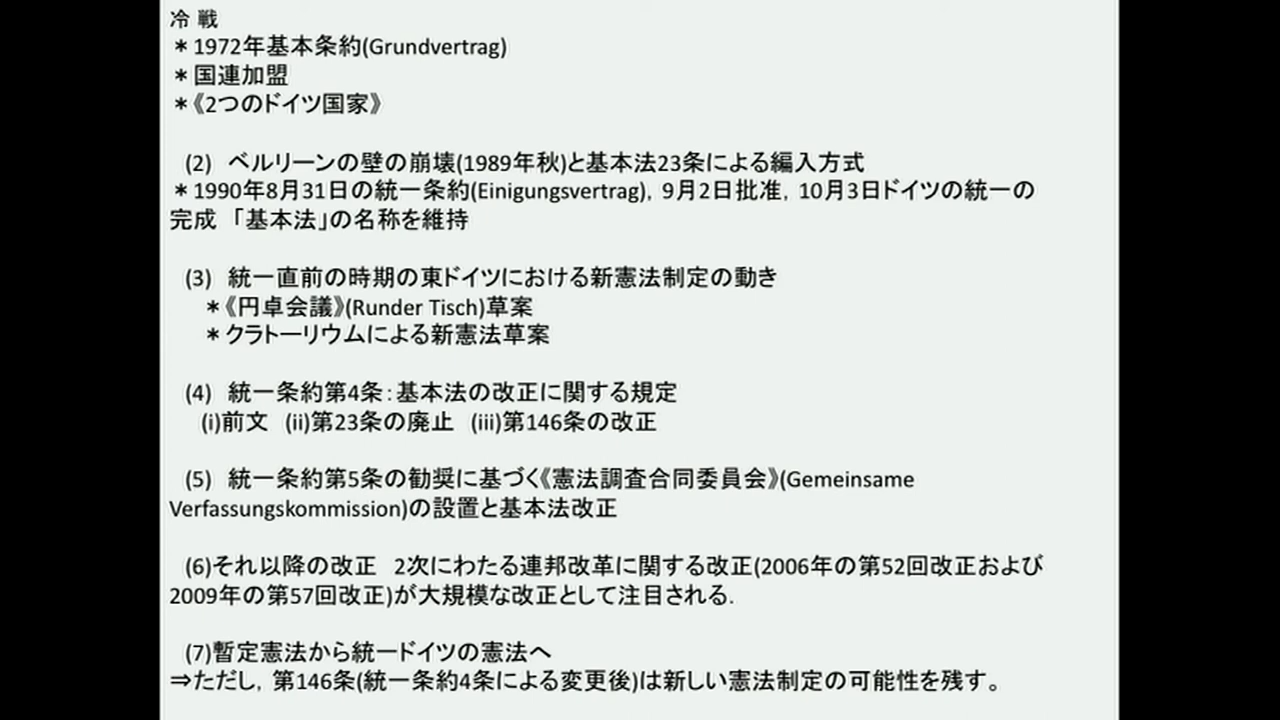 冷 戦
＊1972年基本条約(Grundvertrag)
＊国連加盟
＊《2つのドイツ国家》
(2)　ベルリーンの壁の崩壊(1989年秋)と基本法23条による編入方式
＊1990年8月31日の統一条約(Einigungsvertrag)，9月2日批准，10月3日ドイツの統一の
完成　「基本法」の名称を維持
(3)　統一直前の時期の東ドイツにおける新憲法制定の動き
＊《円卓会議》(Runder Tisch)草案
＊クラトーリウムによる新憲法草案
(4)　統一条約第4条：基本法の改正に関する規定
(i)前文　(ii)第23条の廃止　(iii)第146条の改正
(5)　統一条約第5条の勧奨に基づく《憲法調査合同委員会》(Gemeinsame
Verfassungskommission)の設置と基本法改正
(6)それ以降の改正　2次にわたる連邦改革に関する改正(2006年の第52回改正および
2009年の第57回改正)が大規模な改正として注目される．
(7)暫定憲法から統一ドイツの憲法へ
⇒ただし，第146条(統一条約4条による変更後)は新しい憲法制定の可能性を残す。